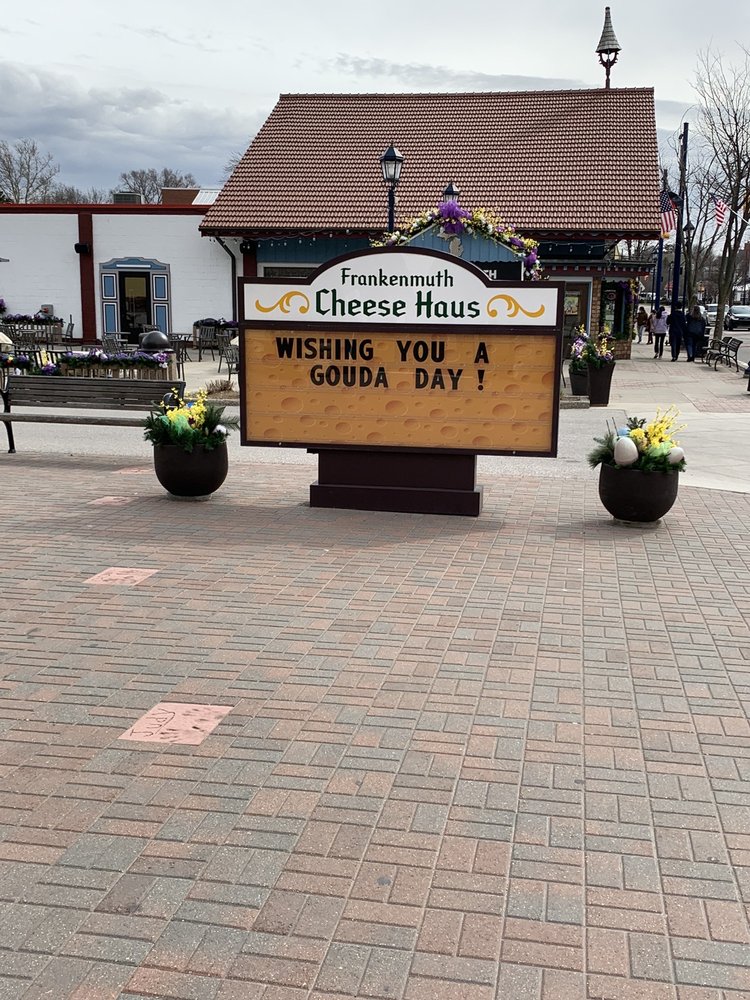 Frankenmuth
Cheese Haus
WISHING YOU A
GOUDA DAY !